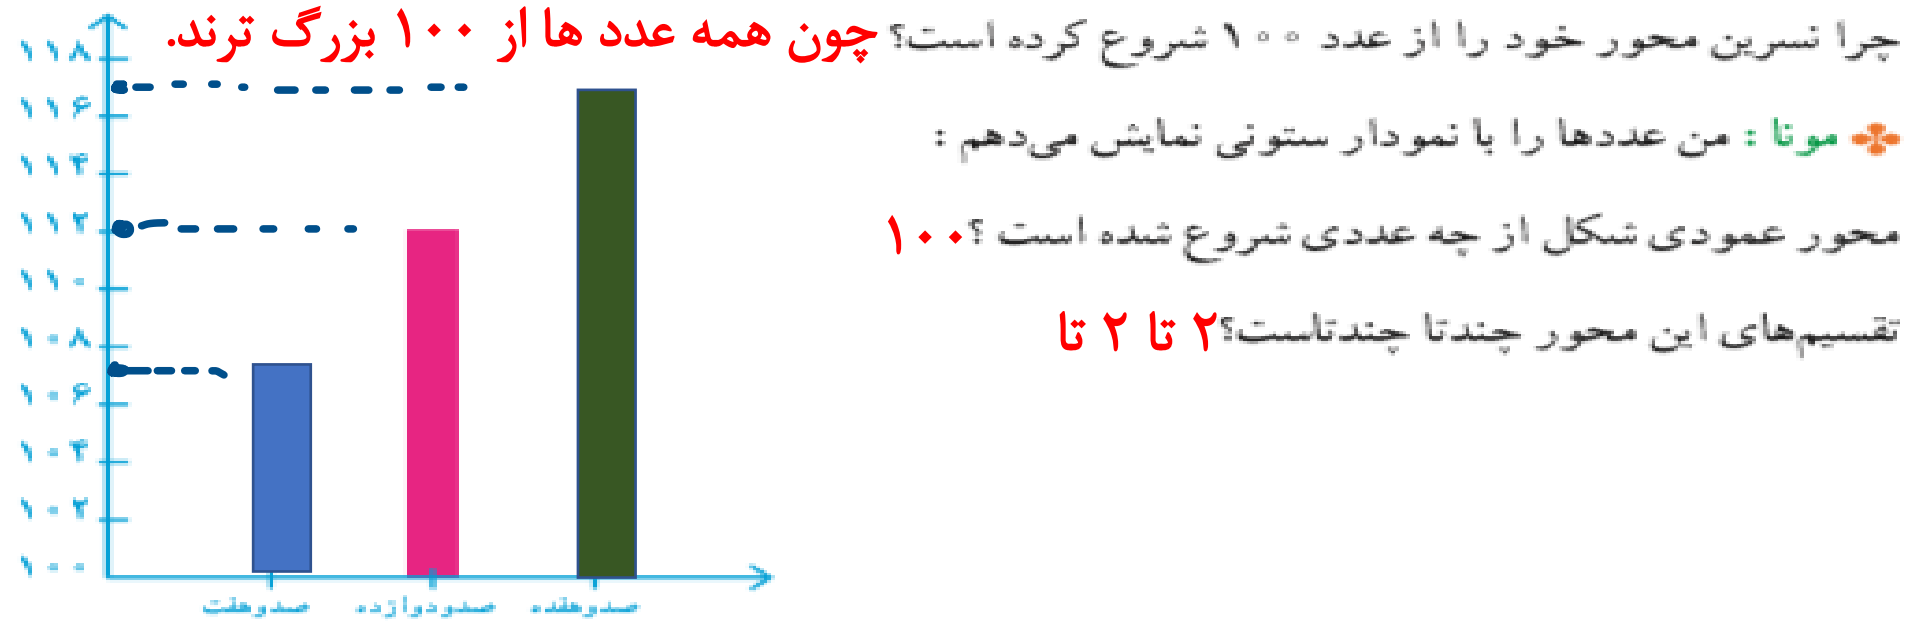 چرا نسرین محور خود را از عدد ۱۰۰ شروع کرده است؟ چون همه عدد ها از ۱۰۰ بزرگ ترند.
مونا : من عددها را با نمودار ستونی نمایش می‌دهم :
محور عمودی شکل از چه عددی شروع شده است ؟ ۱۰۰
تقسیم‌های این محور چندتا چندتاست؟ ۲ تا ۲ تا
۱۱۸
۱۱۶
۱۱۴
۱۱۲
۱۱۰
۱۰۸
۱۰۶
۱۰۴
۱۰۲
۱۰۰
صدوهفت صدودوازده صدوهفده